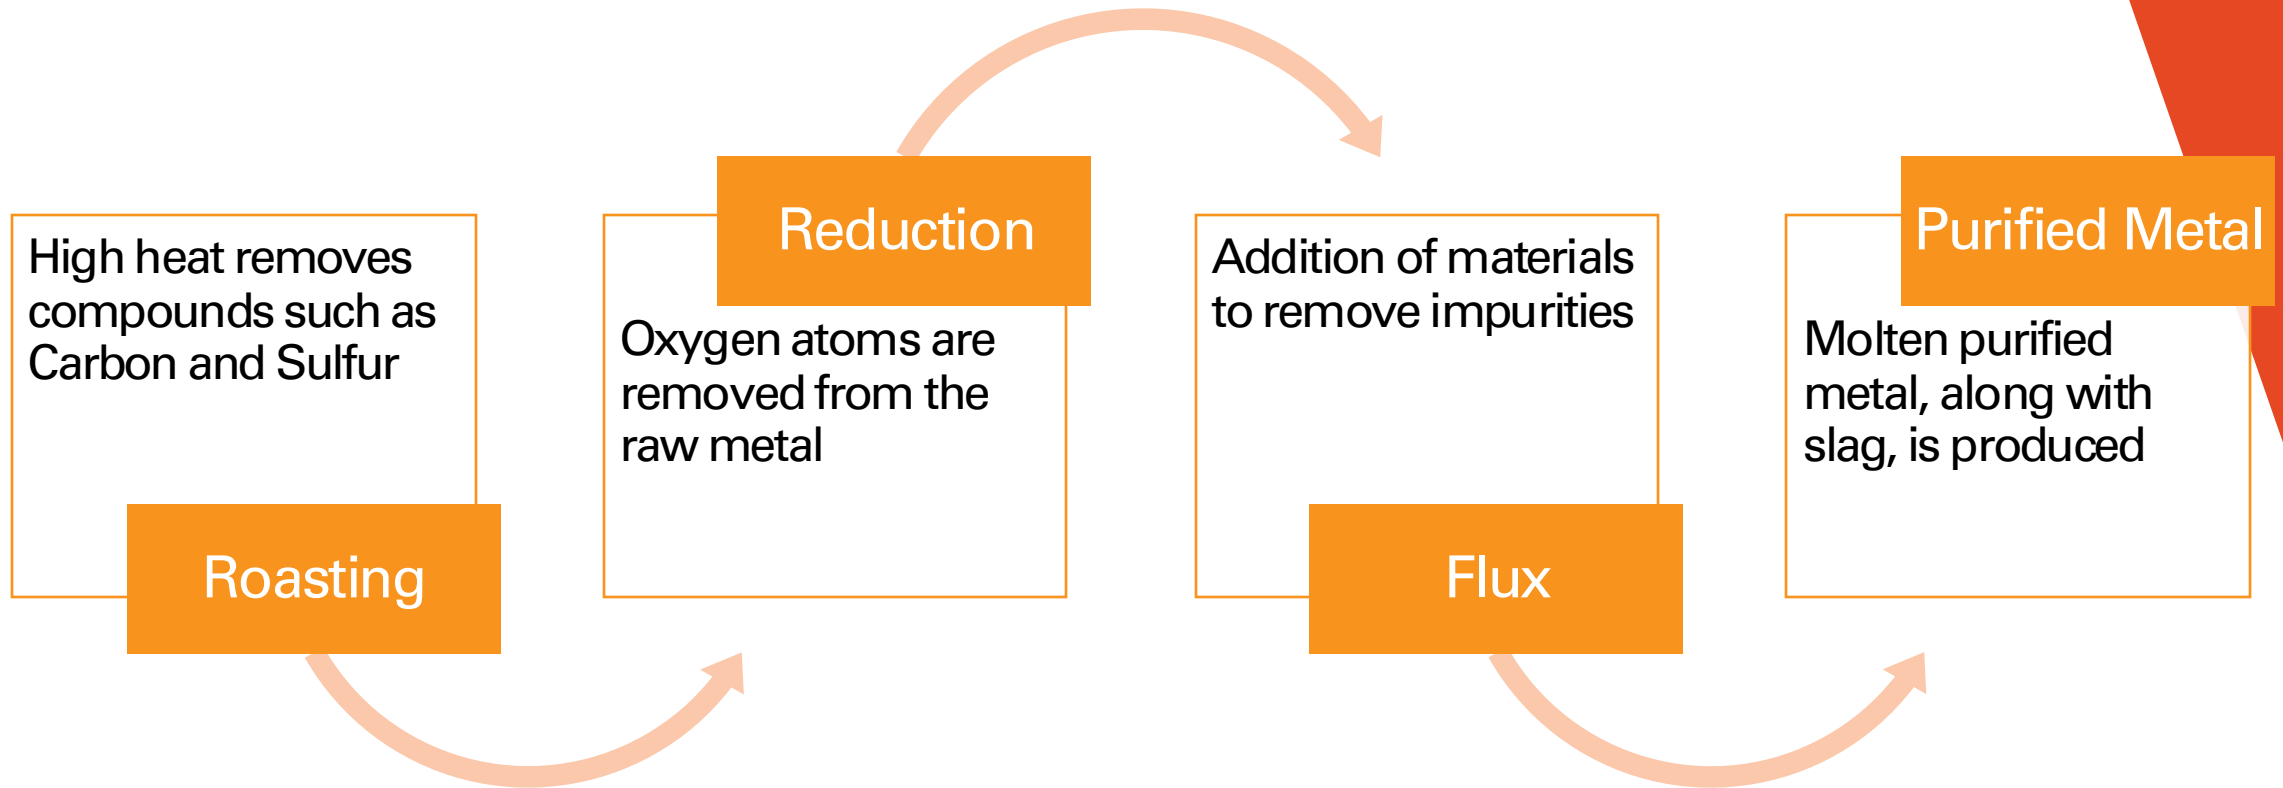 High heat removes
compounds such as
Carbon and Sulfur
Roasting
Reduction
Oxygen atoms are
removed from the
raw metal
Addition of materials
to remove impurities
Flux
Purified Metal
Molten purified
metal, along with
slag, is produced